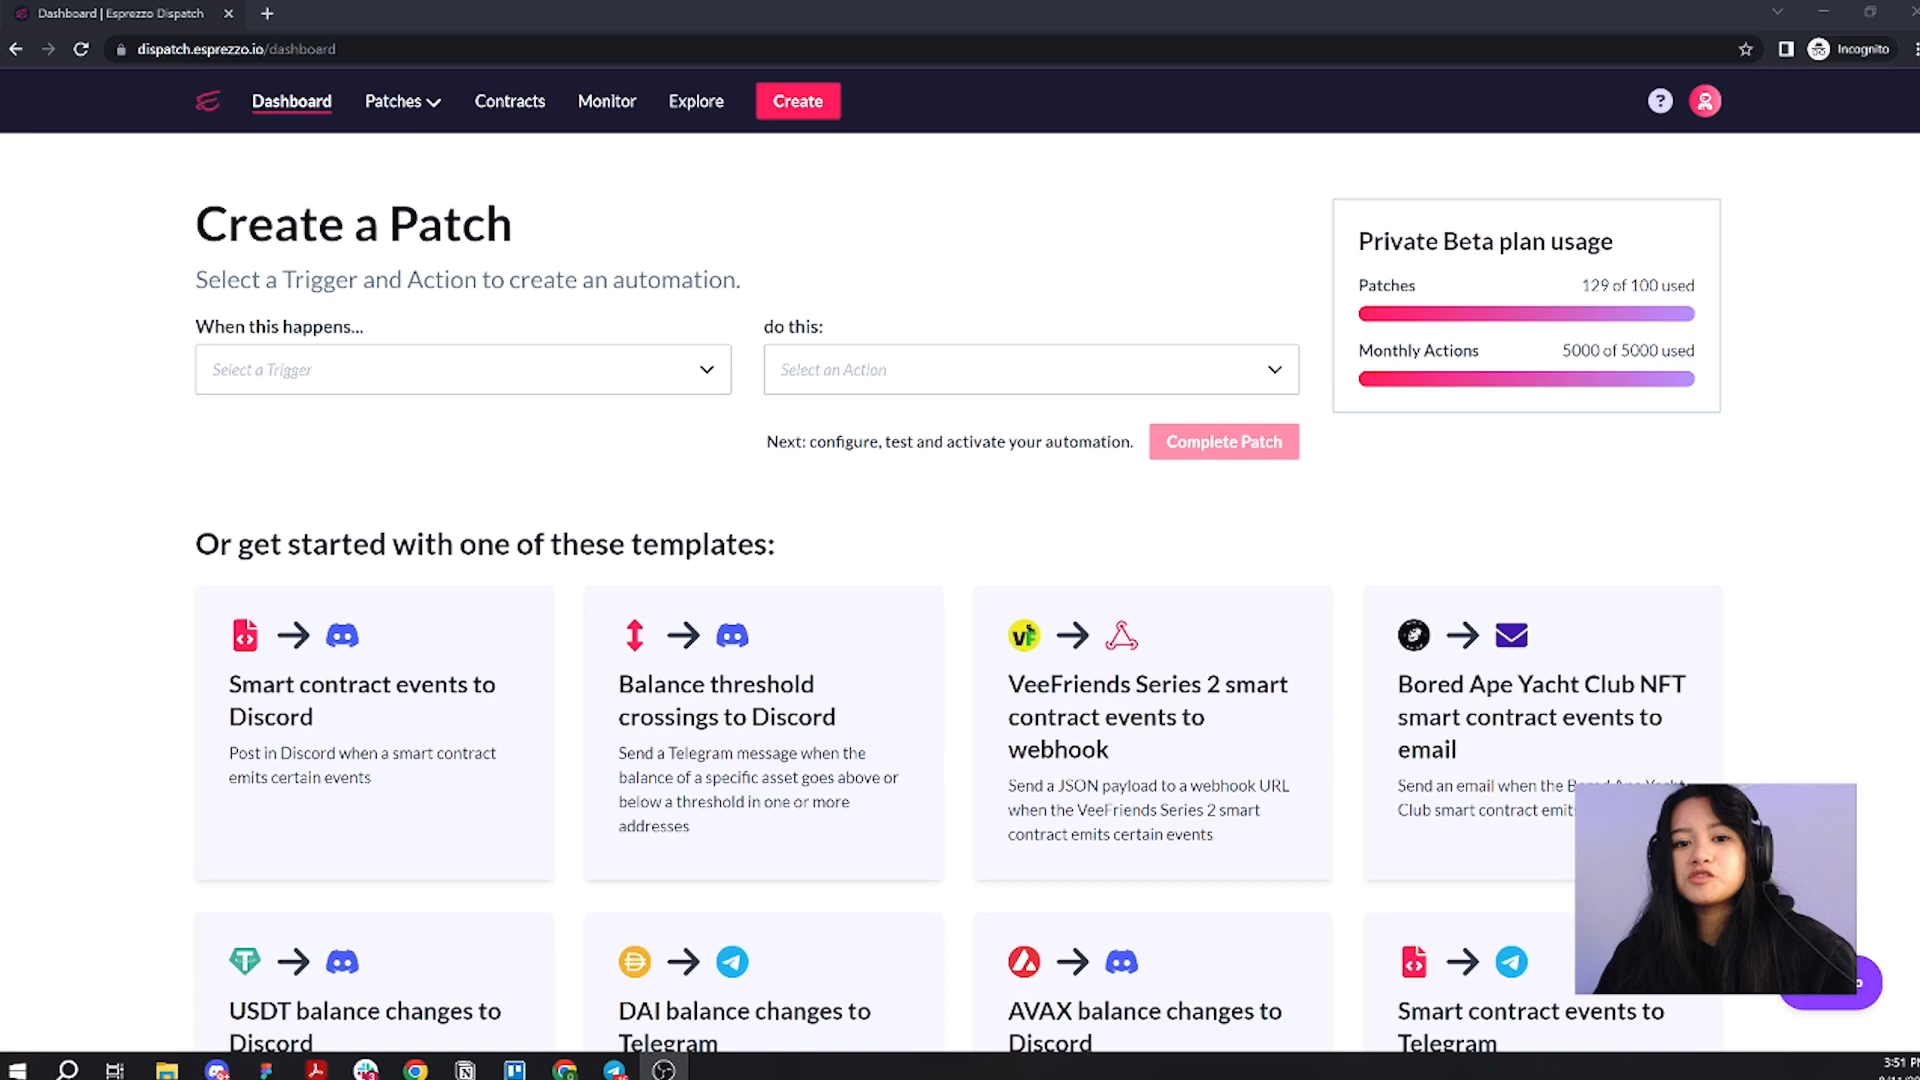 Dashboard | Esprezzo Dispatch
dispatch.esprezzo.io/dashboard
Incognito
Dashboard
Patches
Contracts
Monitor
Explore
Create
?
Create a Patch
Select a Trigger and Action to create an automation.
When this happens...
do this:
Select a Trigger
Select an Action
Next: configure, test and activate your automation.
Complete Patch
Private Beta plan usage
Patches
129 of 100 used
Monthly Actions
5000 of 5000 used
Or get started with one of these templates:
Smart contract events to
Discord
Post in Discord when a smart contract
emits certain events
Balance threshold
crossings to Discord
Send a Telegram message when the
balance of a specific asset goes above or
below a threshold in one or more
addresses
VF
VeeFriends Series 2 smart
contract events to
webhook
Send a JSON payload to a webhook URL
when the VeeFriends Series 2 smart
contract emits certain events
Bored Ape Yacht Club NFT
smart contract events to
email
Send an email when the Bored Ape Yacht
Club smart contract emit
USDT balance changes to
Discord
DAI balance changes to
Telegram
AVAX balance changes to
Discord
Smart contract events to
Telegram
3:51 PM